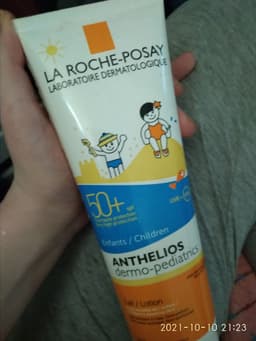 LA ROCHE-POSAY
LABORATOIRE DERMATOLOGIQUE
50+
Enfants / Children
ANTHELIOS
dermo-pediatrics
Lait / Lotion
2021-10-10 21:23